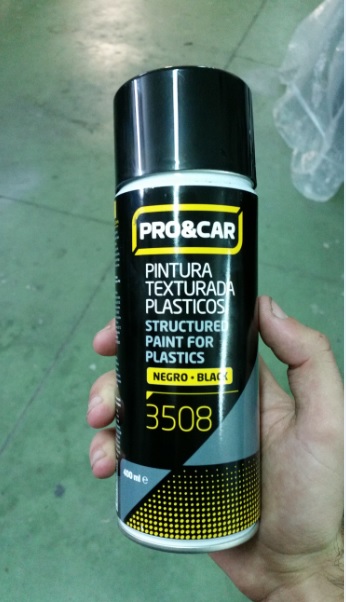 PRO&CAR
PINTURA
TEXTURADA
PLASTICOS
STRUCTURED
PAINT FOR
PLASTICS
NEGRO • BLACK
3508
400 ml e